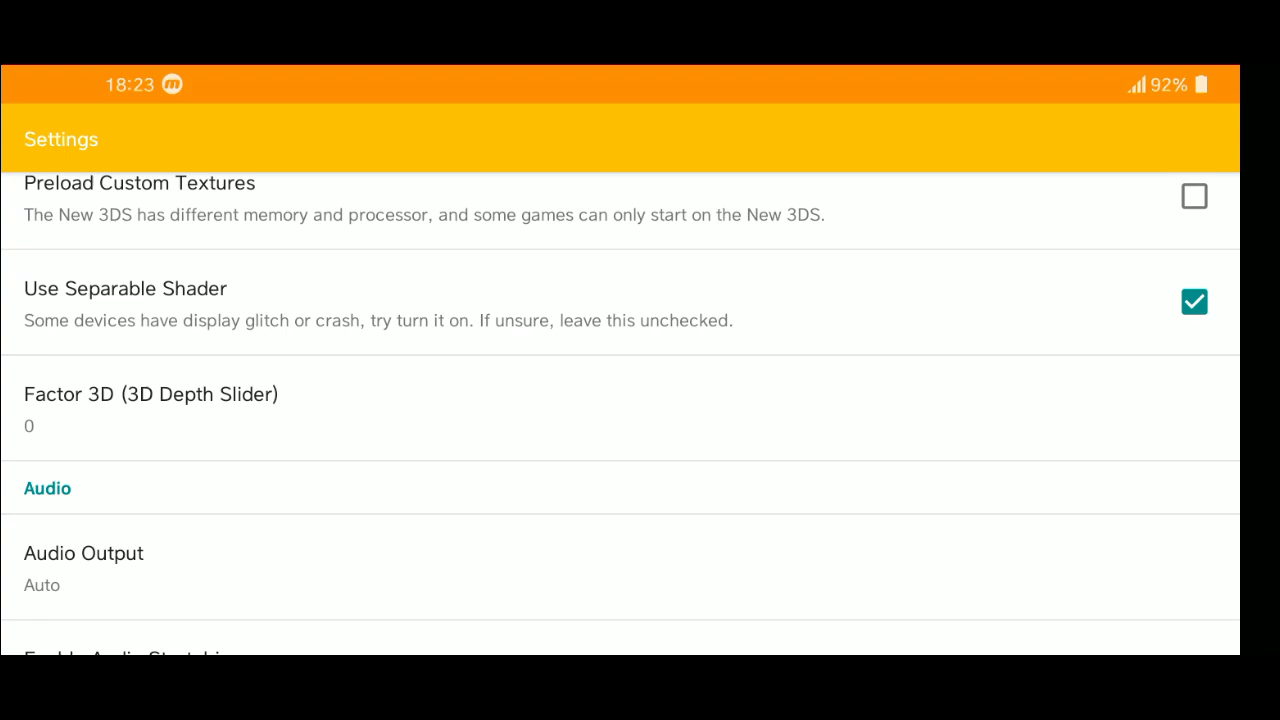 18:23 m 92%
Settings
Preload Custom Textures
The New 3DS has different memory and processor, and some games can only start on the New 3DS.
Use Separable Shader
Some devices have display glitch or crash, try turn it on. If unsure, leave this unchecked.
Factor 3D (3D Depth Slider)
0
Audio
Audio Output
Auto